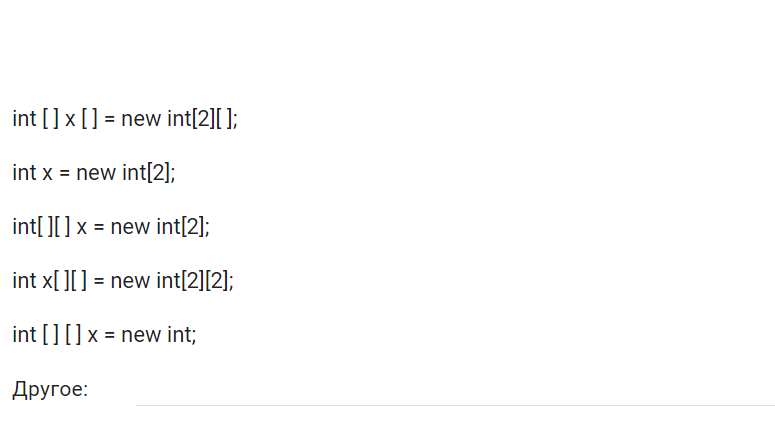 int [ ] x [ ] = new int[2][ ];
int x = new int[2];
int[ ][ ] x = new int[2];
int x[ ][ ] = new int[2][2];
int [ ] [ ] x = new int;
Другое: